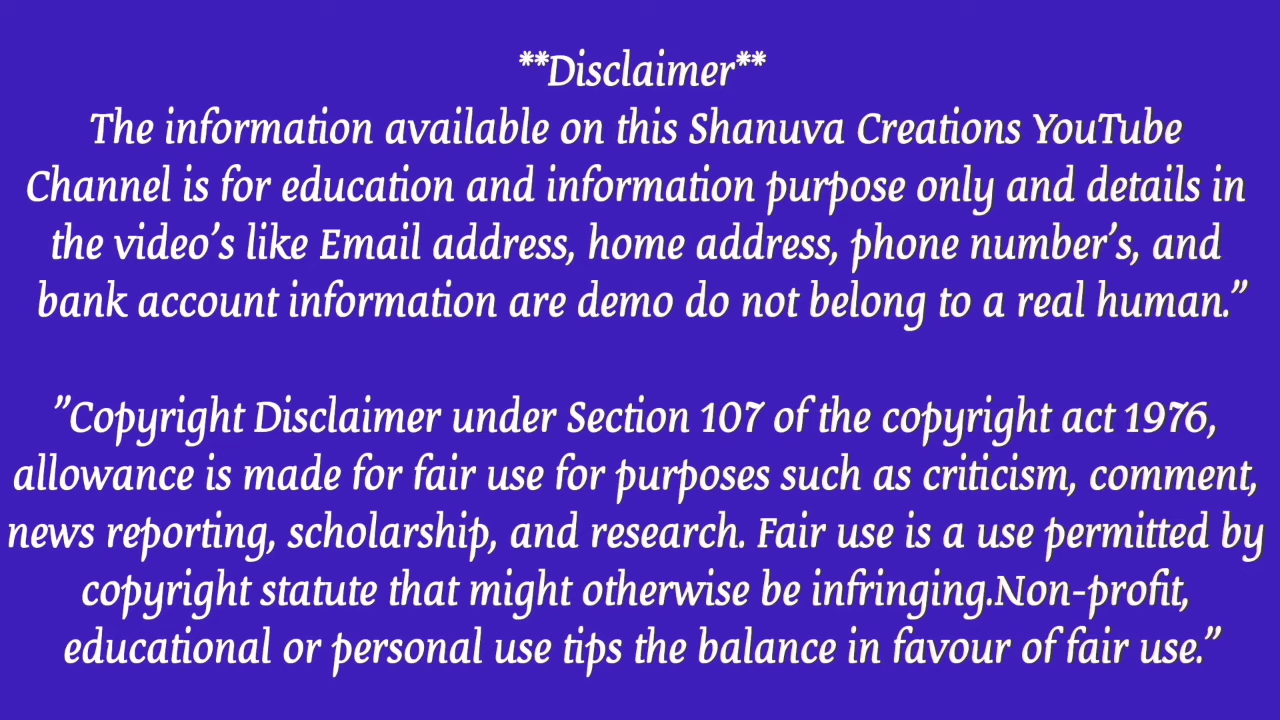 **Disclaimer**
The information available on this Shanuva Creations YouTube
Channel is for education and information purpose only and details in
the video’s like Email address, home address, phone number’s, and
bank account information are demo do not belong to a real human.”
”Copyright Disclaimer under Section 107 of the copyright act 1976,
allowance is made for fair use for purposes such as criticism, comment,
news reporting, scholarship, and research. Fair use is a use permitted by
copyright statute that might otherwise be infringing.Non-profit,
educational or personal use tips the balance in favour of fair use.”